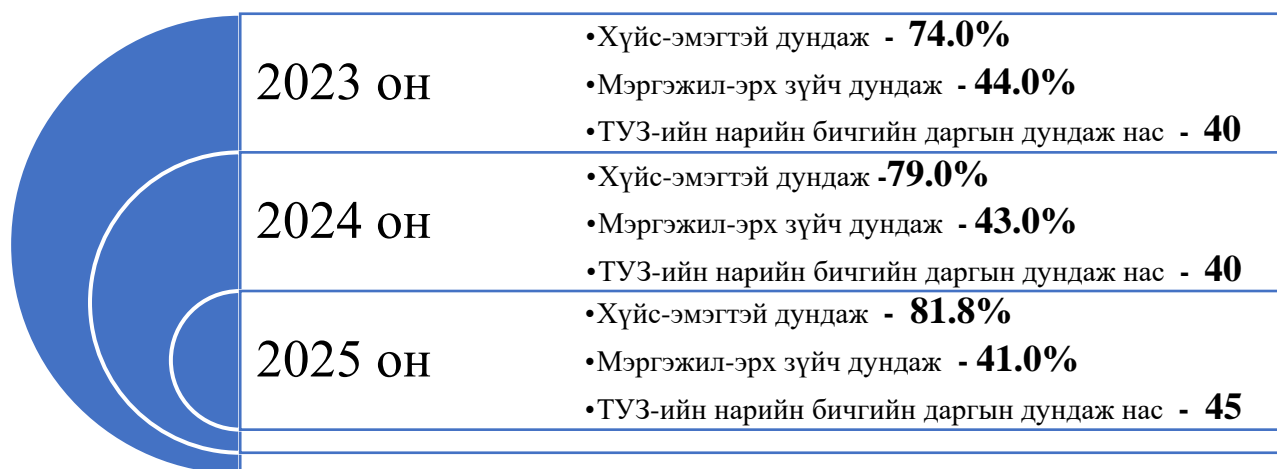 2023 он
•Хүйс-эмэгтэй дундаж - 74.0%
•Мэргэжил-эрх зүйч дундаж - 44.0%
•ТУЗ-ийн нарийн бичгийн даргын дундаж нас - 40
2024 он
•Хүйс-эмэгтэй дундаж -79.0%
•Мэргэжил-эрх зүйч дундаж - 43.0%
•ТУЗ-ийн нарийн бичгийн даргын дундаж нас - 40
2025 он
•Хүйс-эмэгтэй дундаж - 81.8%
•Мэргэжил-эрх зүйч дундаж - 41.0%
•ТУЗ-ийн нарийн бичгийн даргын дундаж нас - 45